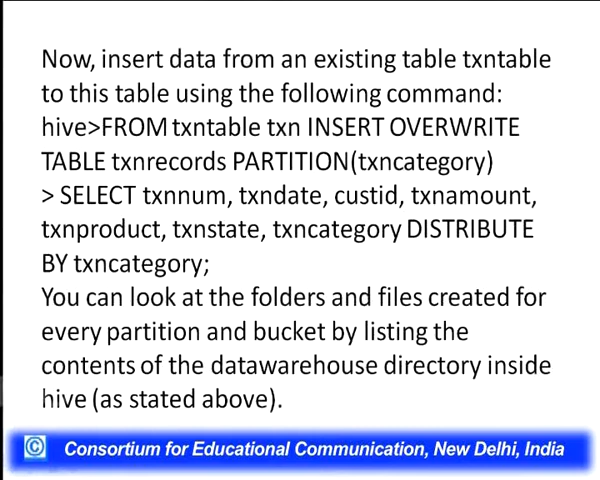 Now, insert data from an existing table txntable
to this table using the following command:
hive>FROM txntable txn INSERT OVERWRITE
TABLE txnrecords PARTITION(txncategory)
> SELECT txnnum, txndate, custid, txnamount,
txnproduct, txnstate, txncategory DISTRIBUTE
BY txncategory;
You can look at the folders and files created for
every partition and bucket by listing the
contents of the datawarehouse directory inside
hive (as stated above).
© Consortium for Educational Communication, New Delhi, India